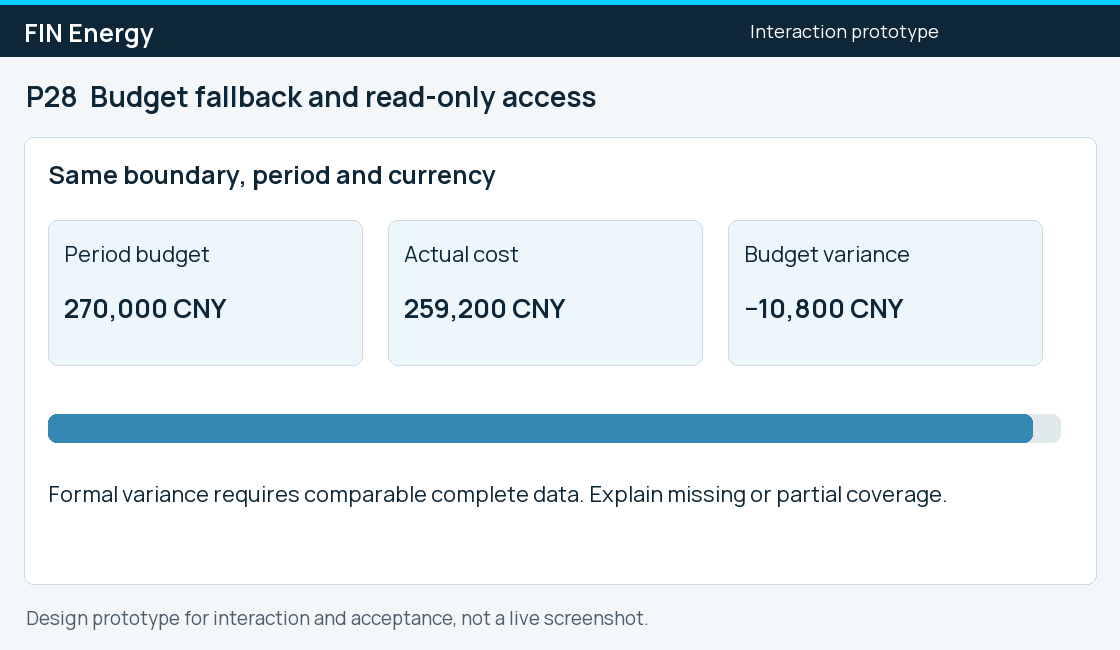 FIN Energy
Interaction prototype
P28 Budget fallback and read-only access
Same boundary, period and currency
Period budget
270,000 CNY
Actual cost
259,200 CNY
Budget variance
−10,800 CNY
Formal variance requires comparable complete data. Explain missing or partial coverage.
Design prototype for interaction and acceptance, not a live screenshot.